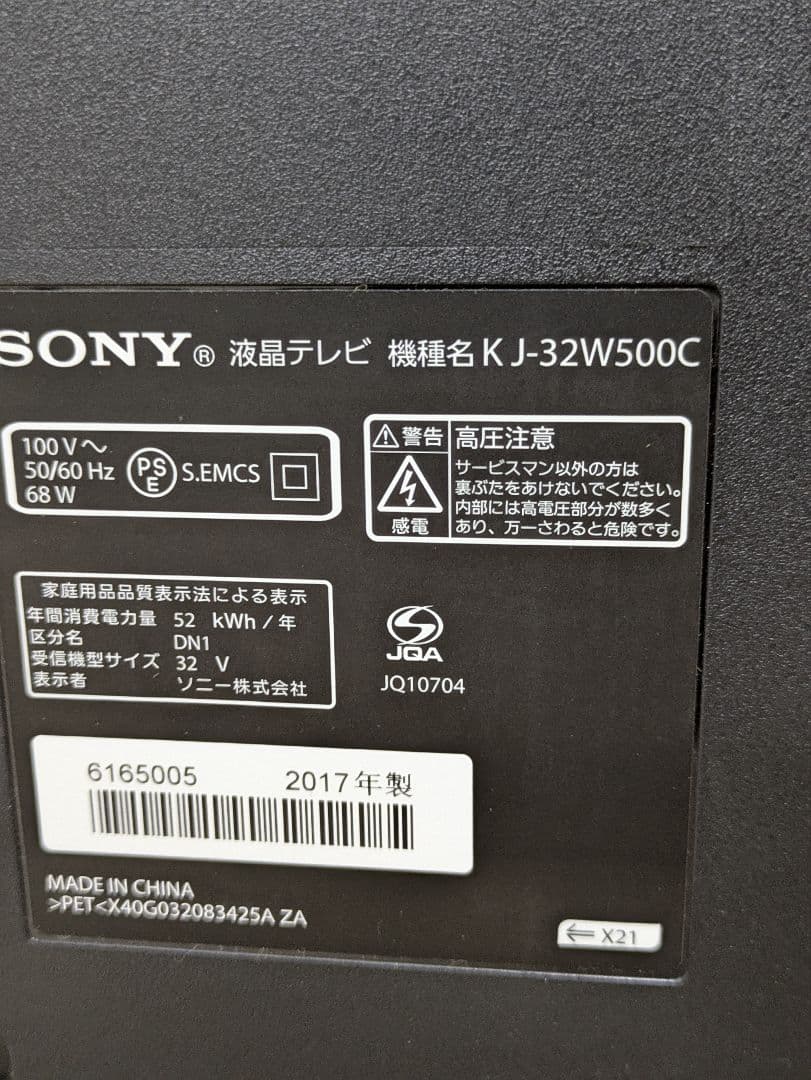 SONY® 液晶テレビ 機種名 KJ-32W500C
100 V～
50/60 Hz
68 W
PSE
S.EMCS
警告 高圧注意
感電
サービスマン以外の方は
裏ぶたをあけないでください。
内部には高電圧部分が数多く
あり、万一さわると危険です。
家庭用品品質表示法による表示
年間消費電力量 52 kWh／年
区分名 DN1
受信機型サイズ 32 V
表示者 ソニー株式会社
JQA
JQ10704
6165005 2017年製
MADE IN CHINA
>PET<X40G032083425A ZA
← X21